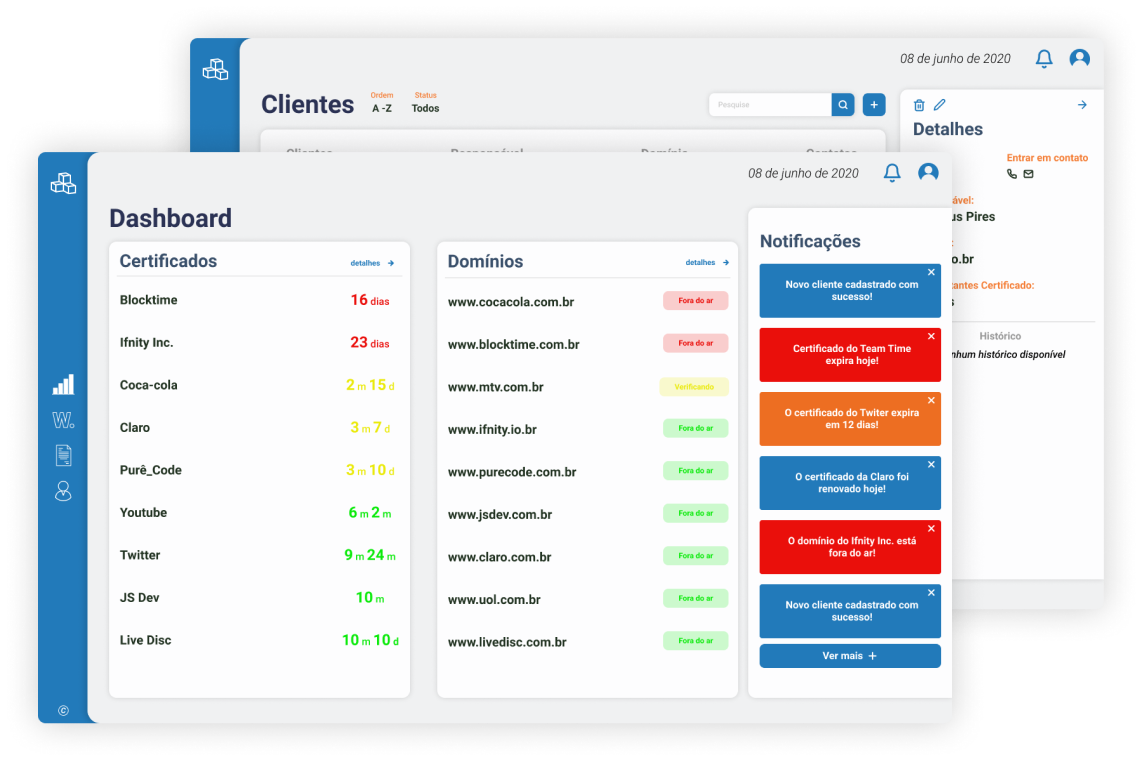 08 de junho de 2020
Clientes
Ordem
A -Z
Status
Todos
Pesquise
+
Detalhes
Entrar em contato
us Pires
o.br
Certificado:
Histórico
histórico disponível
08 de junho de 2020
Dashboard
Certificados
detalhes
Blocktime 16 dias
Ifnity Inc. 23 dias
Coca-cola 2 m 15 d
Claro 3 m 7 d
Purê_Code 3 m 10 d
Youtube 6 m 2 m
Twitter 9 m 24 m
JS Dev 10 m
Live Disc 10 m 10 d
Domínios
detalhes
www.cocacola.com.br Fora do ar
www.blocktime.com.br Fora do ar
www.mtv.com.br Verificando
www.ifnity.io.br Fora do ar
www.purecode.com.br Fora do ar
www.jsdev.com.br Fora do ar
www.claro.com.br Fora do ar
www.uol.com.br Fora do ar
www.livedisc.com.br Fora do ar
Notificações
Novo cliente cadastrado com
sucesso!
Certificado do Team Time
expira hoje!
O certificado do Twiter expira
em 12 dias!
O certificado da Claro foi
renovado hoje!
O domínio do Ifnity Inc. está
fora do ar!
Novo cliente cadastrado com
sucesso!
Ver mais +
W.
©